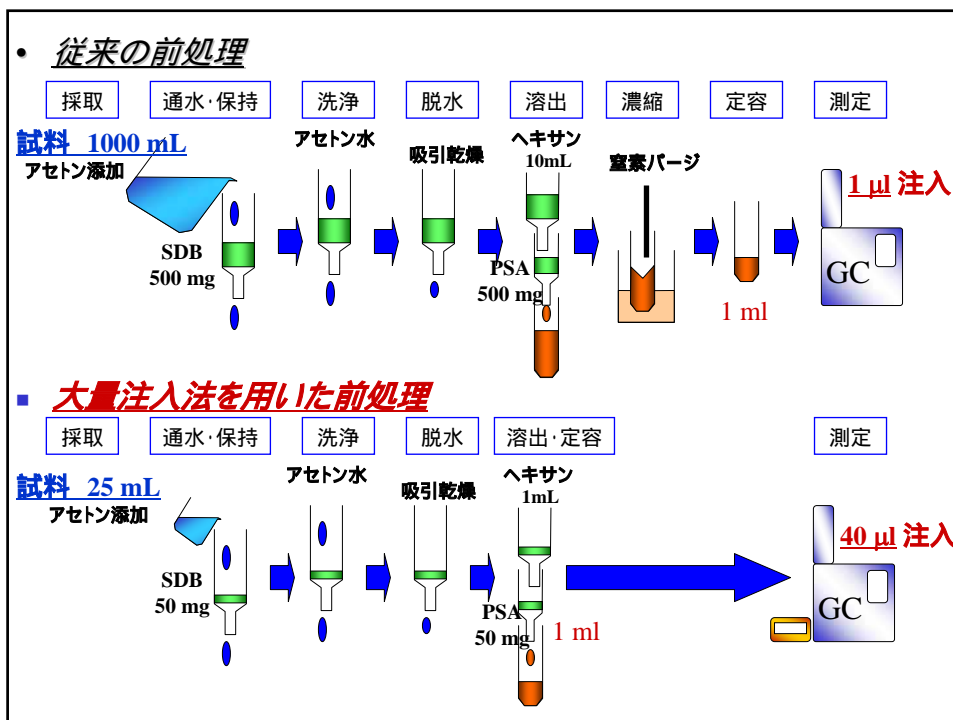 • 従来の前処理
採取 通水・保持 洗浄 脱水 溶出 濃縮 定容 測定
試料 1000 mL
アセトン添加
アセトン水
吸引乾燥
ヘキサン
10mL
窒素パージ
1 μl 注入
SDB
500 mg
PSA
500 mg
1 ml
GC
■ 大量注入法を用いた前処理
採取 通水・保持 洗浄 脱水 溶出・定容 測定
試料 25 mL
アセトン添加
アセトン水
吸引乾燥
ヘキサン
1mL
40 μl 注入
SDB
50 mg
PSA
50 mg
1 ml
GC